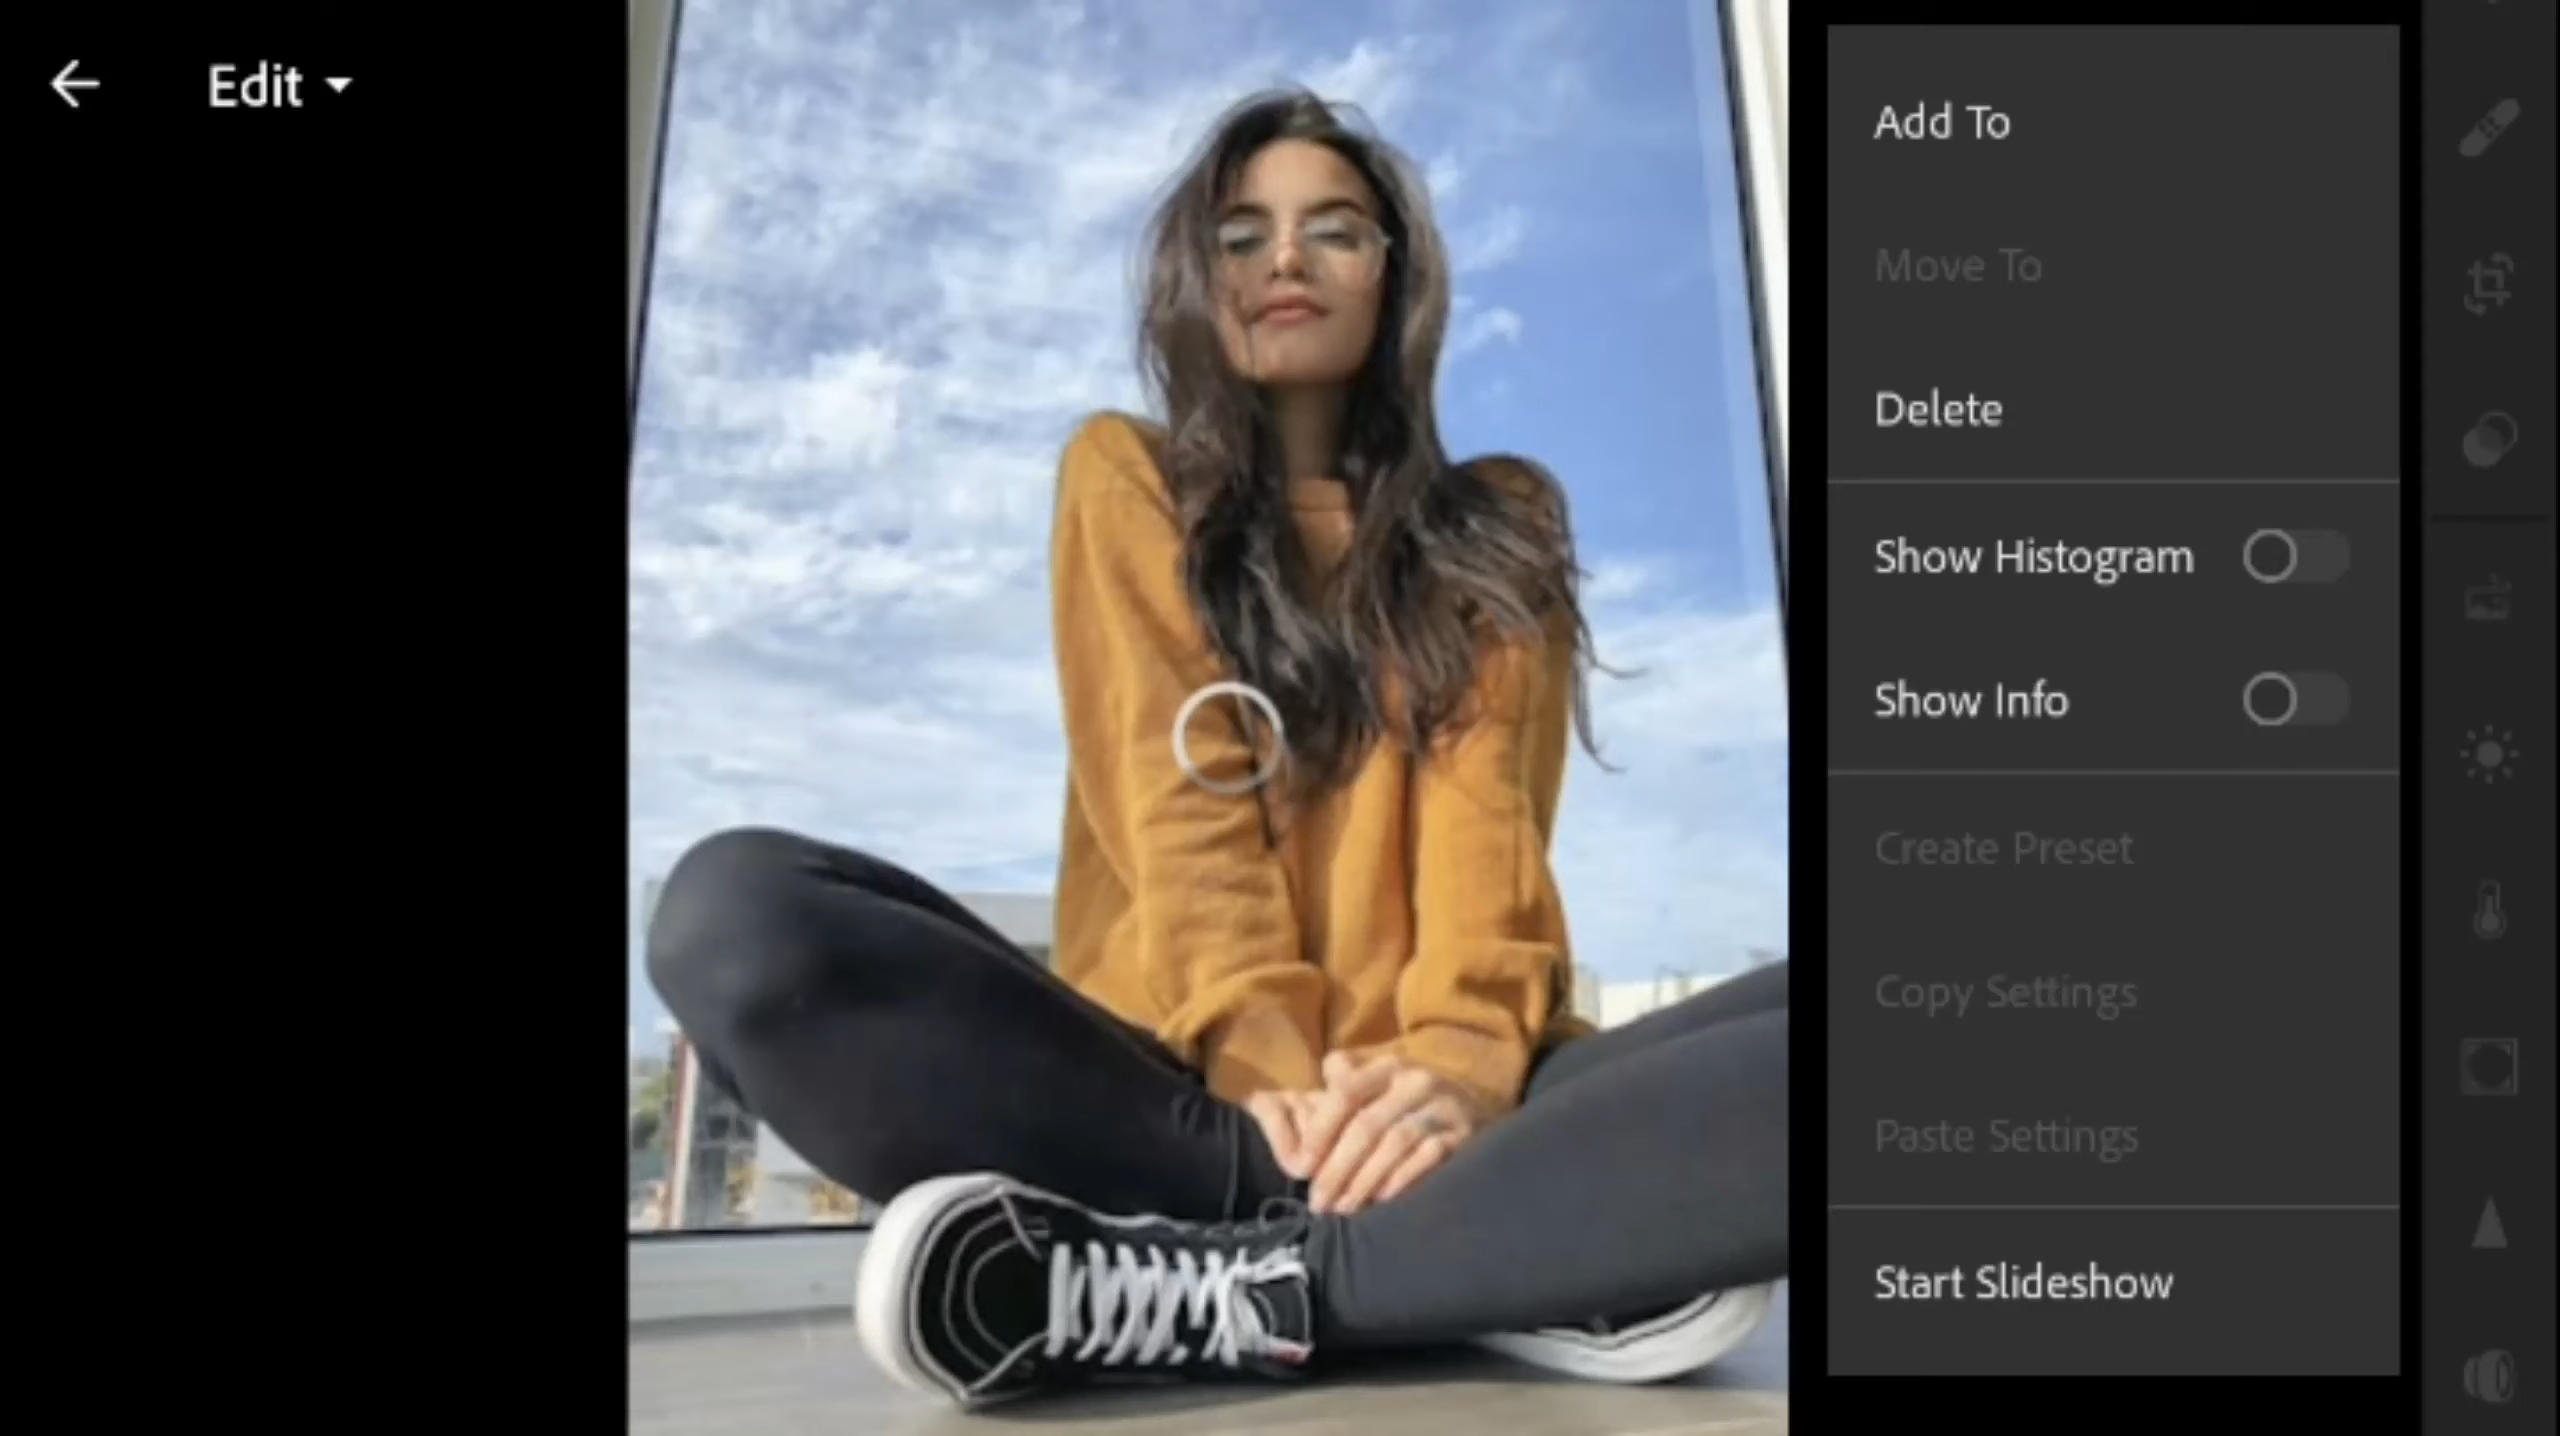 Edit
Add To
Move To
Delete
Show Histogram
Show Info
Create Preset
Copy Settings
Paste Settings
Start Slideshow